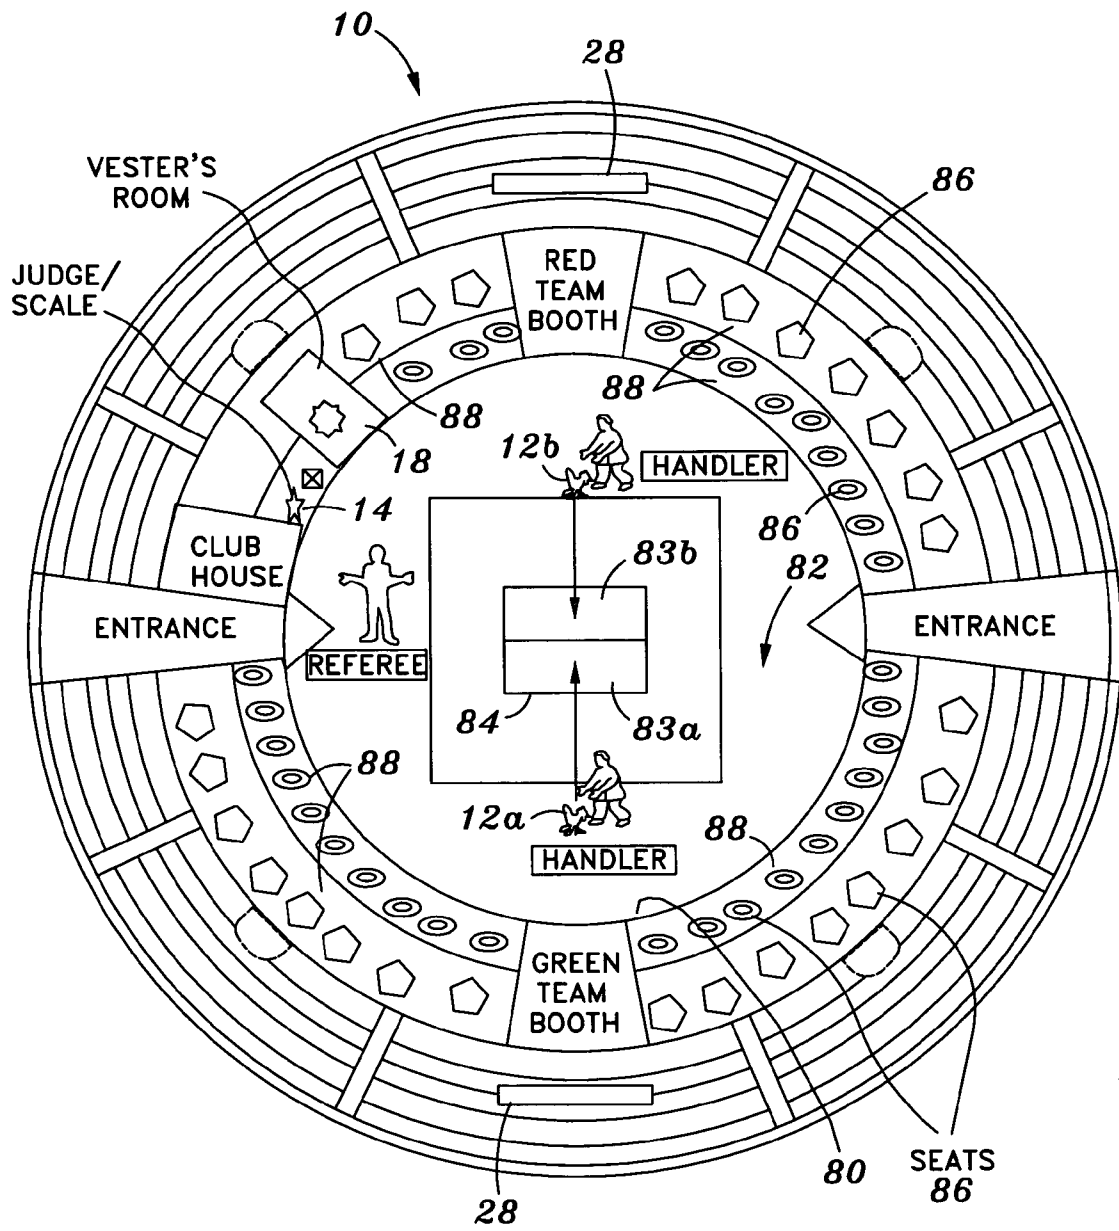 10
28
VESTER'S
ROOM
86
JUDGE/
SCALE
RED
TEAM
BOOTH
88
88
18
12b
HANDLER
14
86
CLUB
HOUSE
83b
82
ENTRANCE
ENTRANCE
REFEREE
84
83a
88
12a
88
HANDLER
GREEN
TEAM
BOOTH
28
80
SEATS
86